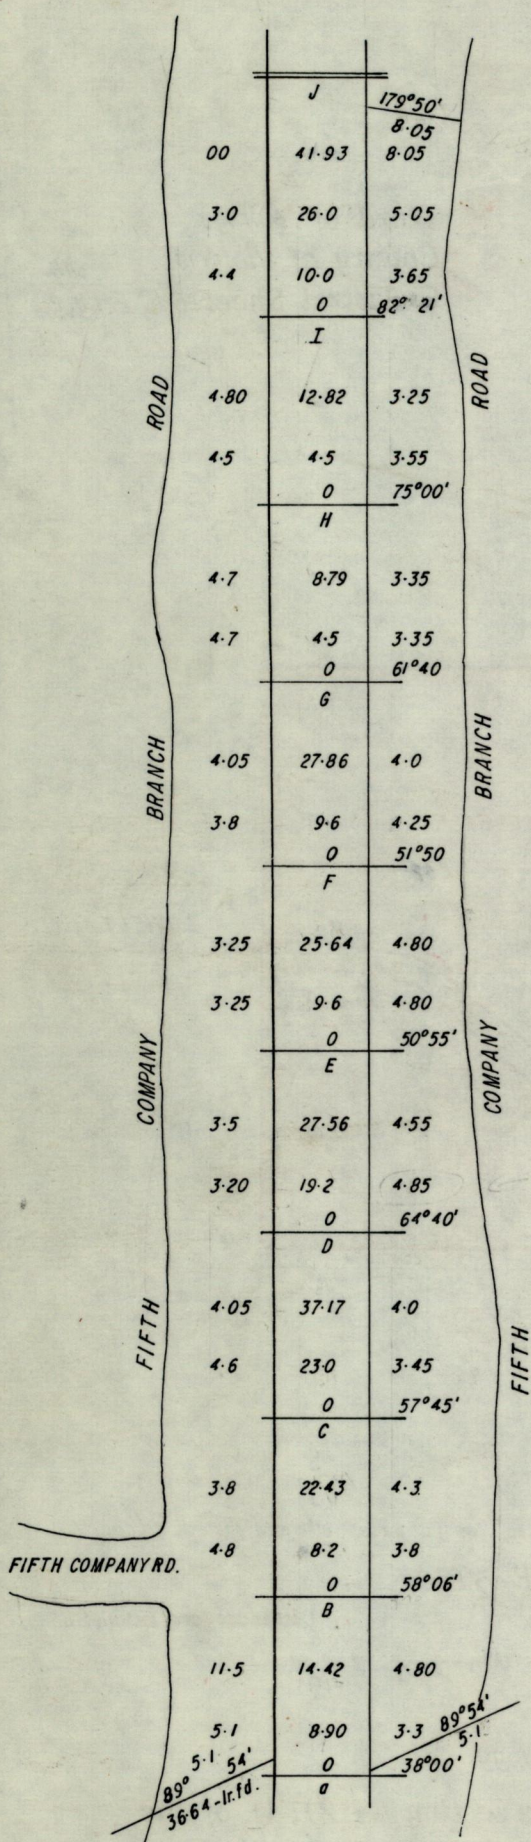 J
179°50'
8·05
00 41·93 8·05
3·0 26·0 5·05
4·4 10·0 3·65
0 82° 21'
I
ROAD
ROAD
4·80 12·82 3·25
4·5 4·5 3·55
0 75°00'
H
4·7 8·79 3·35
4·7 4·5 3·35
0 61°40
G
BRANCH
BRANCH
4·05 27·86 4·0
3·8 9·6 4·25
0 51°50
F
3·25 25·64 4·80
3·25 9·6 4·80
0 50°55'
E
COMPANY
COMPANY
3·5 27·56 4·55
3·20 19·2 4·85
0 64°40'
D
FIFTH
FIFTH
4·05 37·17 4·0
4·6 23·0 3·45
0 57°45'
C
3·8 22·43 4·3
4·8 8·2 3·8
FIFTH COMPANY RD.
0 58°06'
B
11·5 14·42 4·80
5·1 8·90 3·3
89°54'
5·1
5·1
89° 54'
0 38°00'
36·64-Ir.fd.
a